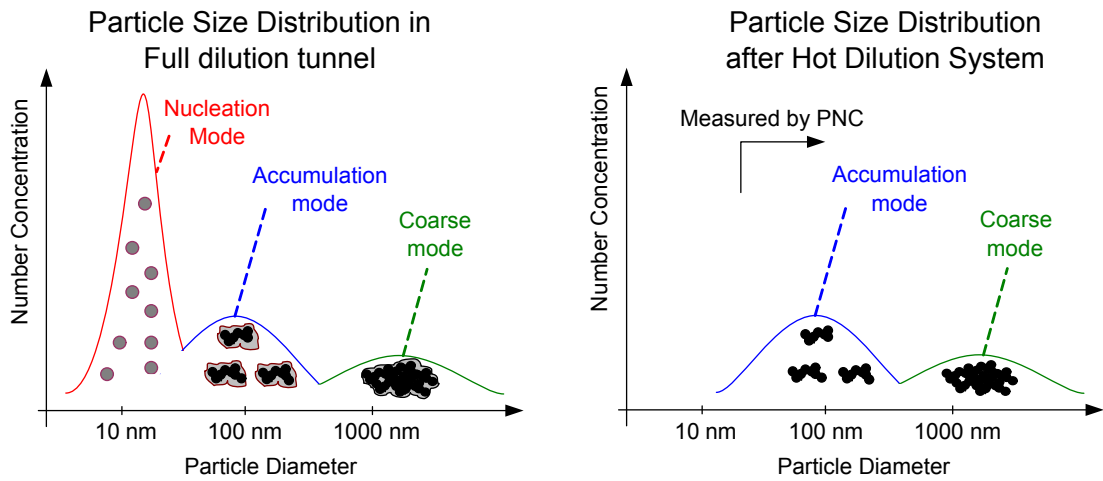 Particle Size Distribution in
Full dilution tunnel
Number Concentration
Nucleation
Mode
Accumulation
mode
Coarse
mode
10 nm
100 nm
1000 nm
Particle Diameter
Particle Size Distribution
after Hot Dilution System
Number Concentration
Measured by PNC
Accumulation
mode
Coarse
mode
10 nm
100 nm
1000 nm
Particle Diameter